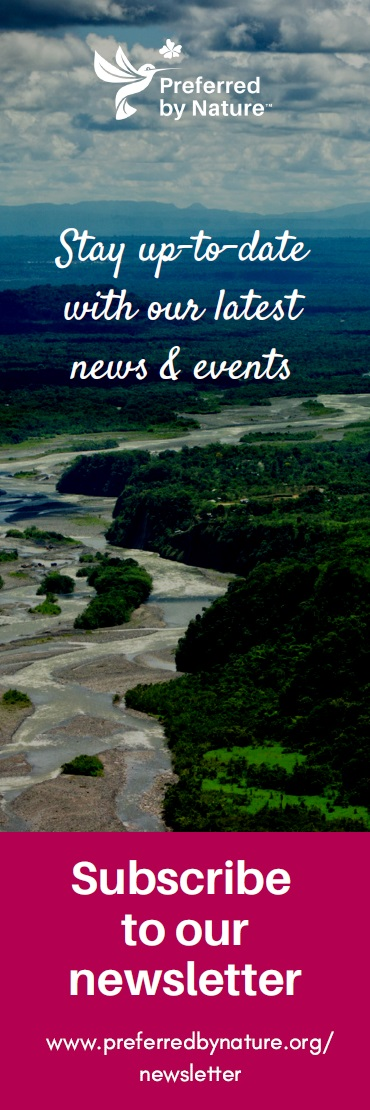 Preferred
by Nature™
Stay up-to-date
with our latest
news & events
Subscribe
to our
newsletter
www.preferredbynature.org/
newsletter